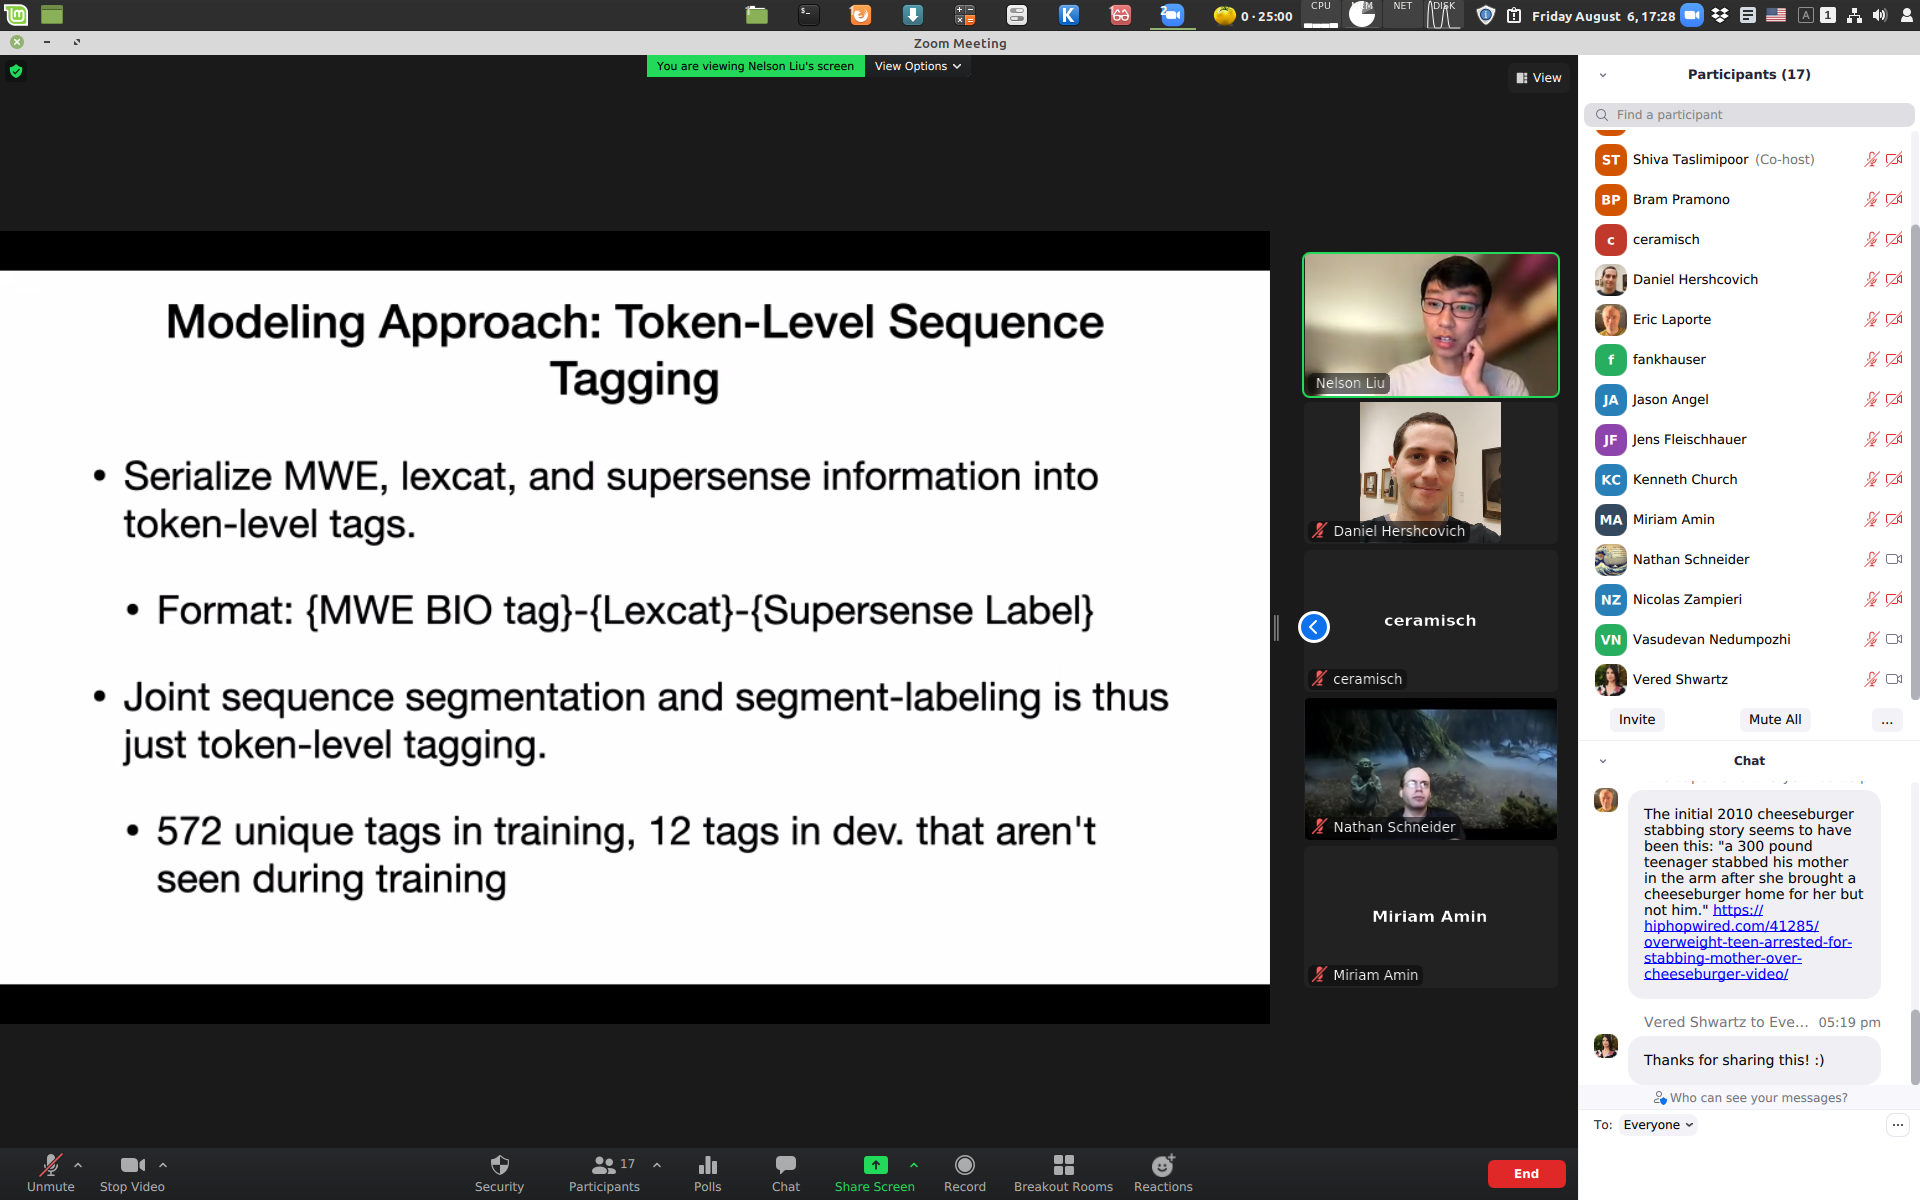 0 · 25:00
CPU
NET
DISK
Friday August  6, 17:28
A
1
Zoom Meeting
You are viewing Nelson Liu's screen
View Options
View
Modeling Approach: Token-Level Sequence
Tagging
• Serialize MWE, lexcat, and supersense information into
token-level tags.
• Format: {MWE BIO tag}-{Lexcat}-{Supersense Label}
• Joint sequence segmentation and segment-labeling is thus
just token-level tagging.
• 572 unique tags in training, 12 tags in dev. that aren't
seen during training
Nelson Liu
Daniel Hershcovich
ceramisch
ceramisch
Nathan Schneider
Miriam Amin
Miriam Amin
Participants (17)
Find a participant
ST Shiva Taslimipoor (Co-host)
BP Bram Pramono
c ceramisch
Daniel Hershcovich
Eric Laporte
f fankhauser
JA Jason Angel
JF Jens Fleischhauer
KC Kenneth Church
MA Miriam Amin
Nathan Schneider
NZ Nicolas Zampieri
VN Vasudevan Nedumpozhi
Vered Shwartz
Invite
Mute All
...
Chat
The initial 2010 cheeseburger
stabbing story seems to have
been this: "a 300 pound
teenager stabbed his mother
in the arm after she brought a
cheeseburger home for her but
not him." https://
hiphopwired.com/41285/
overweight-teen-arrested-for-
stabbing-mother-over-
cheeseburger-video/
Vered Shwartz to Eve... 05:19 pm
Thanks for sharing this! :)
Who can see your messages?
To: Everyone
...
Unmute
Stop Video
Security
17
Participants
Polls
Chat
Share Screen
Record
Breakout Rooms
Reactions
End